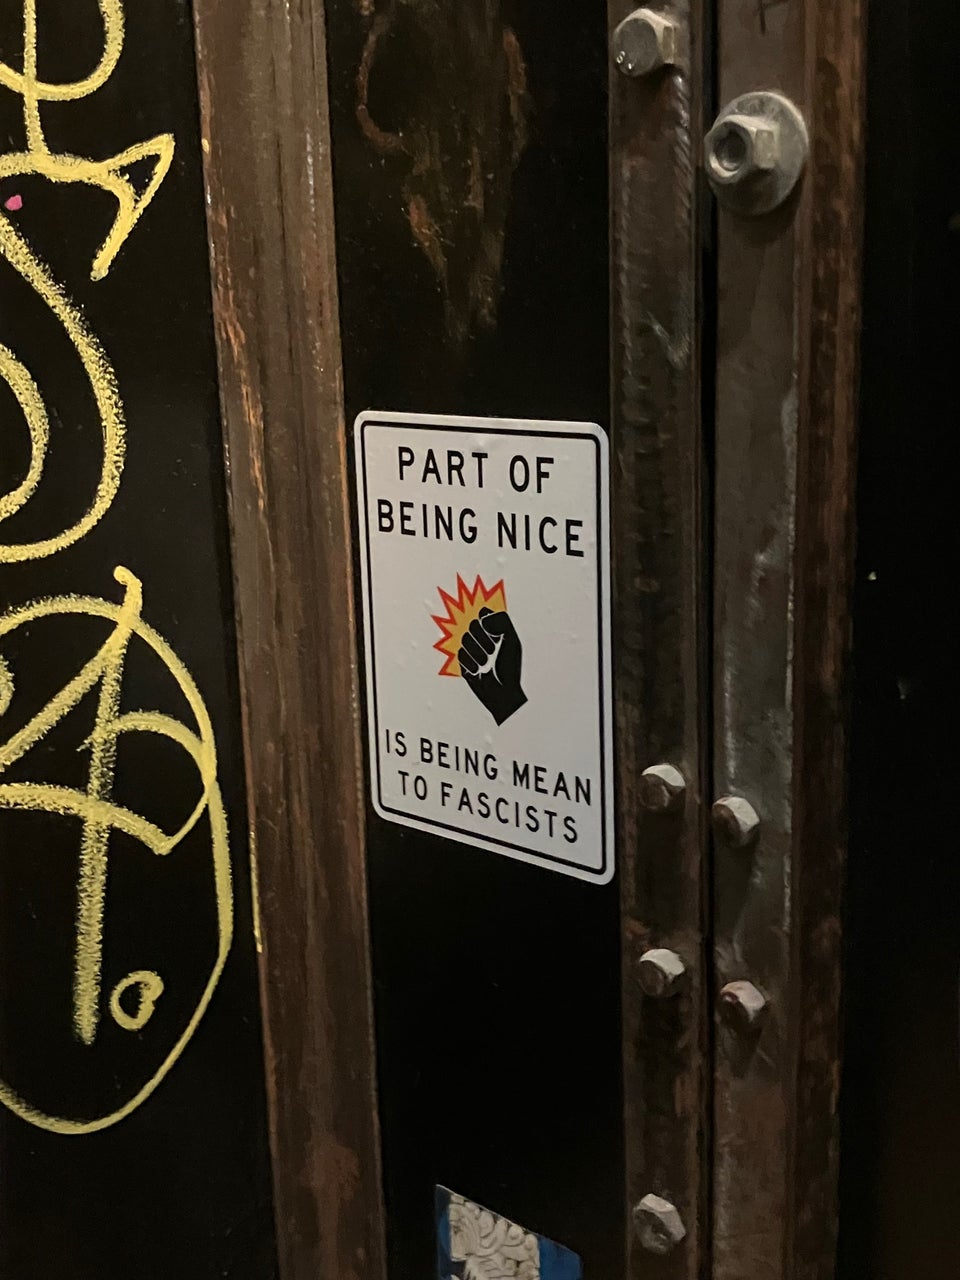 PART OF
BEING NICE
IS BEING MEAN
TO FASCISTS